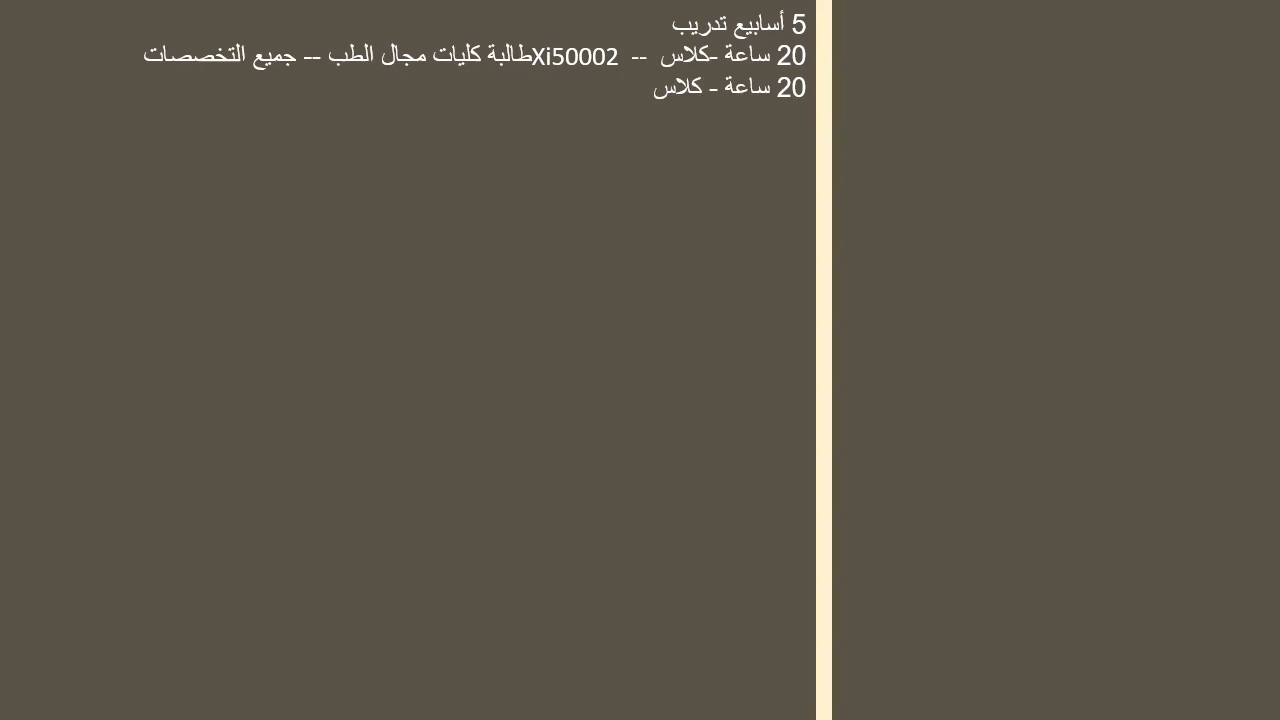 5 أسابيع تدريب
20 ساعة -كلاس -- Xi50002طالبة كليات مجال الطب -- جميع التخصصات
20 ساعة - كلاس